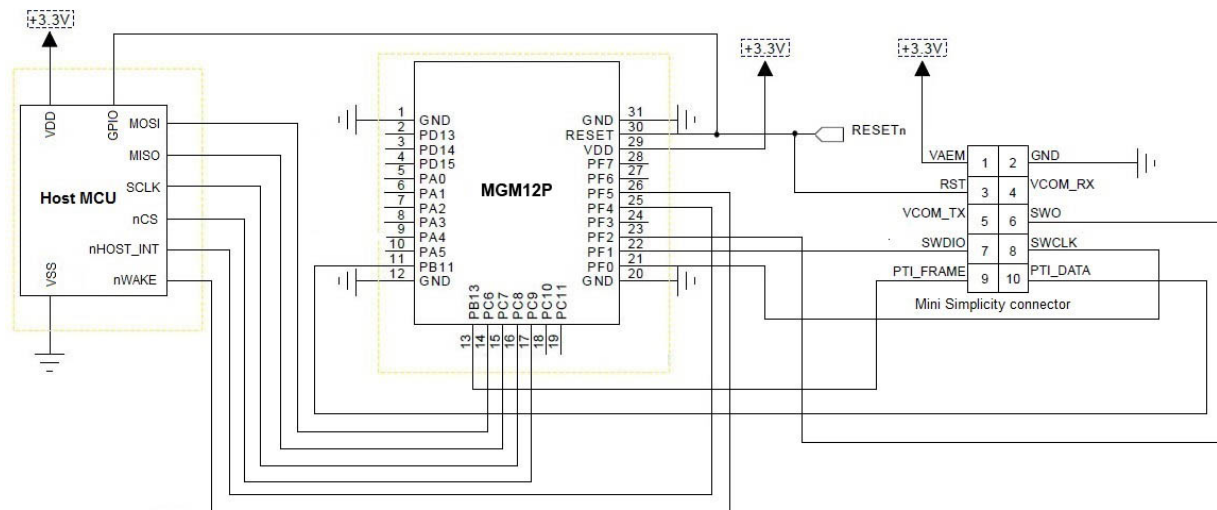 +3.3V
+3.3V
+3.3V
VDD
GPIO
MOSI
MISO
SCLK
nCS
nHOST_INT
nWAKE
Host MCU
VSS
MGM12P
1 GND
2 PD13
3 PD14
4 PD15
5 PA0
6 PA1
7 PA2
8 PA3
9 PA4
10 PA5
11 PB11
12 GND
13 PB13
14 PC6
15 PC7
16 PC8
17 PC9
18 PC10
19 PC11
GND 31
RESET 30
VDD 29
PF7 28
PF6 27
PF5 26
PF4 25
PF3 24
PF2 23
PF1 22
PF0 21
GND 20
RESETn
VAEM 1 2 GND
RST 3 4 VCOM_RX
VCOM_TX 5 6 SWO
SWDIO 7 8 SWCLK
PTI_FRAME 9 10 PTI_DATA
Mini Simplicity connector